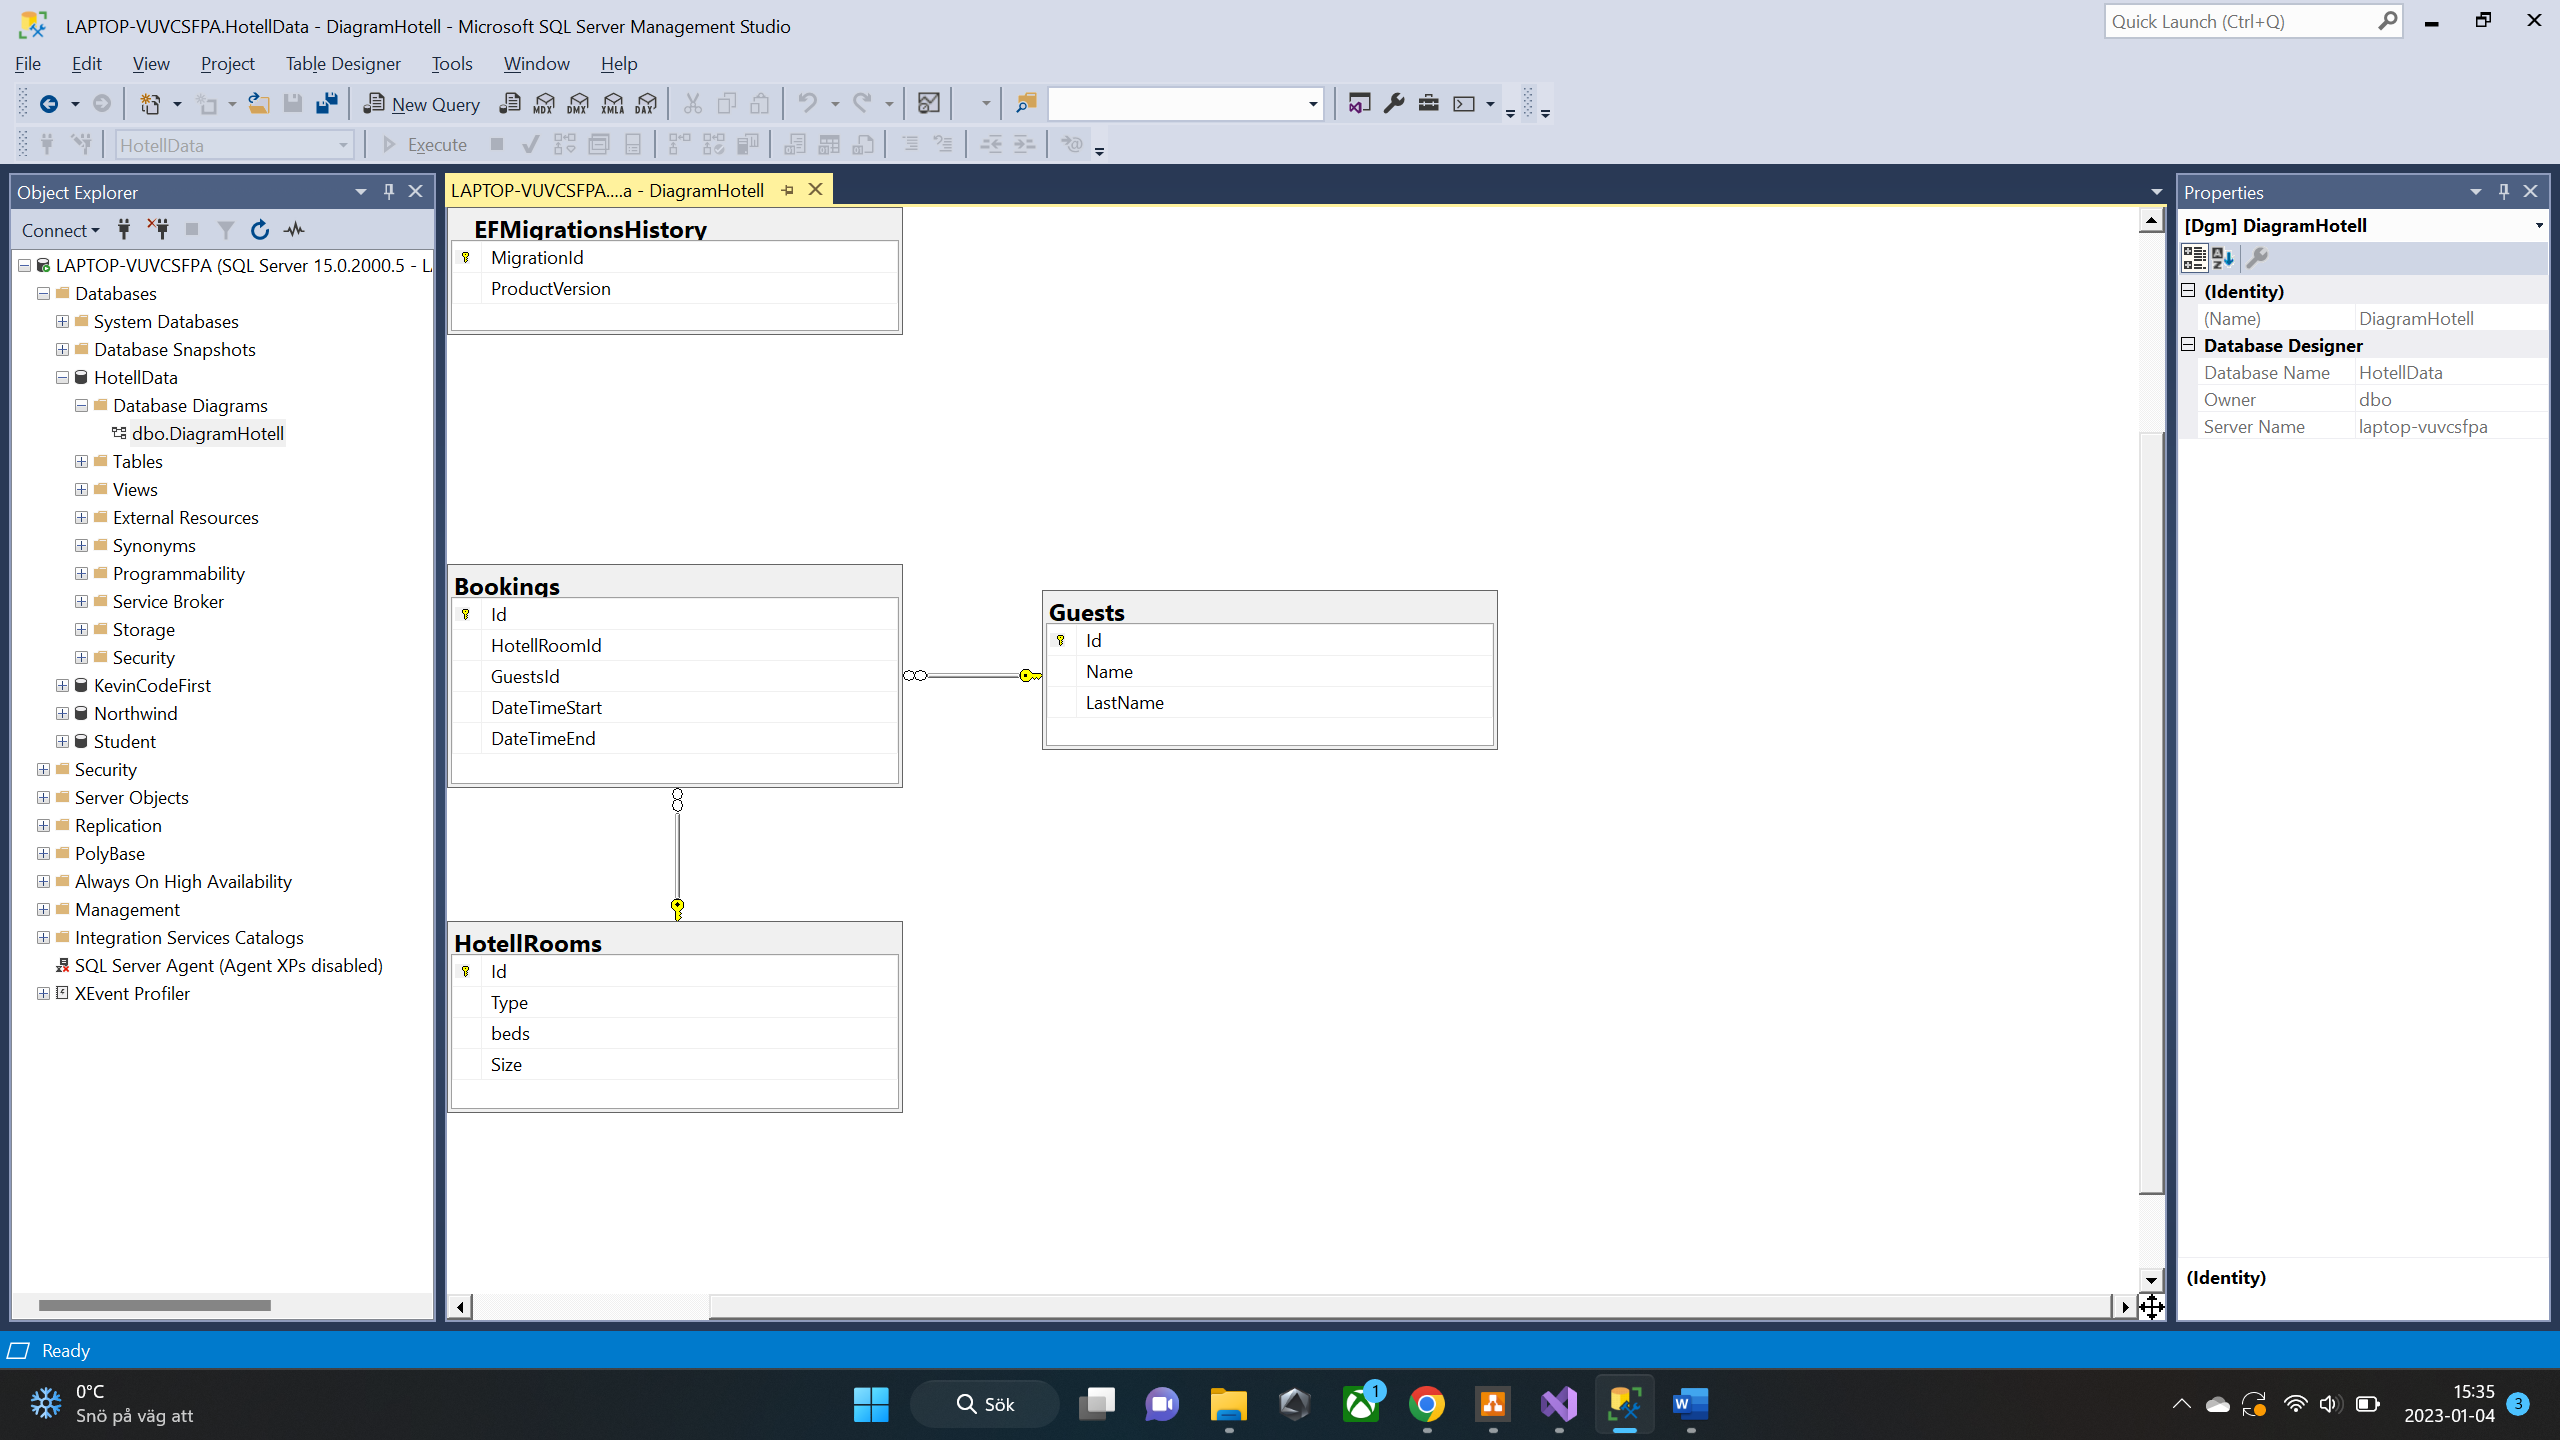 LAPTOP-VUVCSFPA.HotellData - DiagramHotell - Microsoft SQL Server Management Studio
Quick Launch (Ctrl+Q)
File Edit View Project Table Designer Tools Window Help
New Query MDX DMX XMLA DAX
HotellData Execute
Object Explorer
Connect
LAPTOP-VUVCSFPA (SQL Server 15.0.2000.5 - L
Databases
System Databases
Database Snapshots
HotellData
Database Diagrams
dbo.DiagramHotell
Tables
Views
External Resources
Synonyms
Programmability
Service Broker
Storage
Security
KevinCodeFirst
Northwind
Student
Security
Server Objects
Replication
PolyBase
Always On High Availability
Management
Integration Services Catalogs
SQL Server Agent (Agent XPs disabled)
XEvent Profiler
LAPTOP-VUVCSFPA....a - DiagramHotell
EFMigrationsHistory
MigrationId
ProductVersion
Bookings
Id
HotellRoomId
GuestsId
DateTimeStart
DateTimeEnd
Guests
Id
Name
LastName
HotellRooms
Id
Type
beds
Size
Properties
[Dgm] DiagramHotell
(Identity)
(Name) DiagramHotell
Database Designer
Database Name HotellData
Owner dbo
Server Name laptop-vuvcsfpa
(Identity)
Ready
0°C
Snö på väg att
Sök
1
15:35
2023-01-04
3